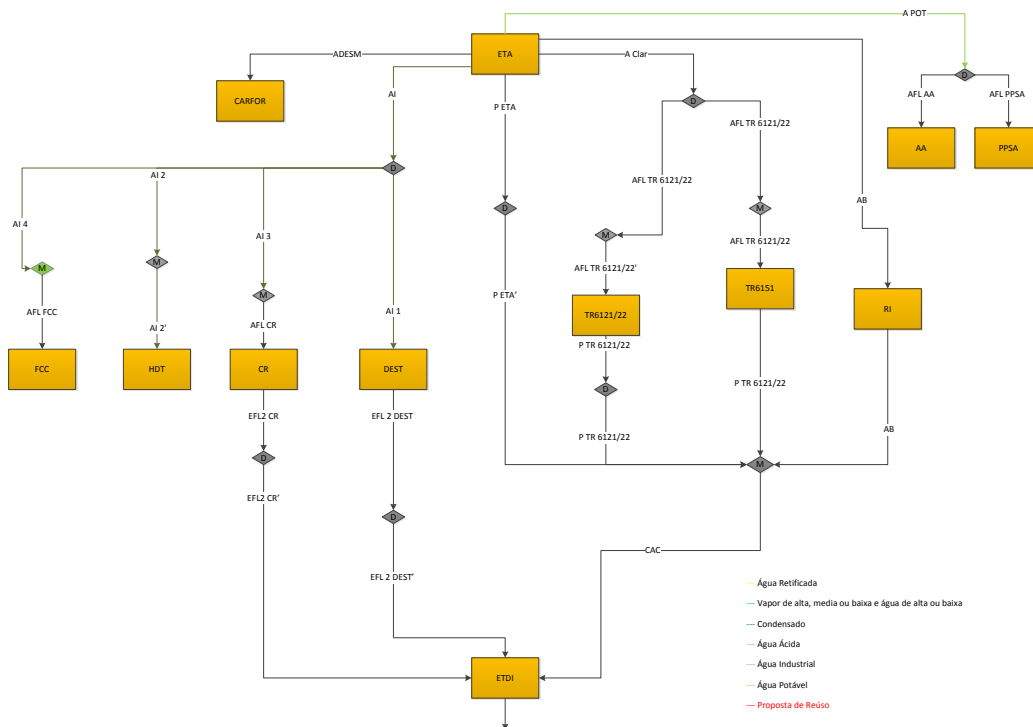 A POT
ETA
ADESM
A Clar
D
CARFOR
AI
P ETA
D
AFL AA
AFL PPSA
AFL TR 6121/22
AA
PPSA
D
AI 2
AFL TR 6121/22
AB
D
M
AI 4
AI 3
M
AFL TR 6121/22
M
M
AFL TR 6121/22'
M
P ETA'
TR6151
AFL FCC
AI 1
RI
AFL CR
TR6121/22
AI 2'
P TR 6121/22
FCC
HDT
CR
DEST
P TR 6121/22
D
EFL2 CR
EFL 2 DEST
AB
P TR 6121/22
D
M
EFL2 CR'
D
CAC
EFL 2 DEST'
Água Retificada
Vapor de alta, media ou baixa e água de alta ou baixa
Condensado
Água Ácida
Água Industrial
ETDI
Água Potável
Proposta de Reúso